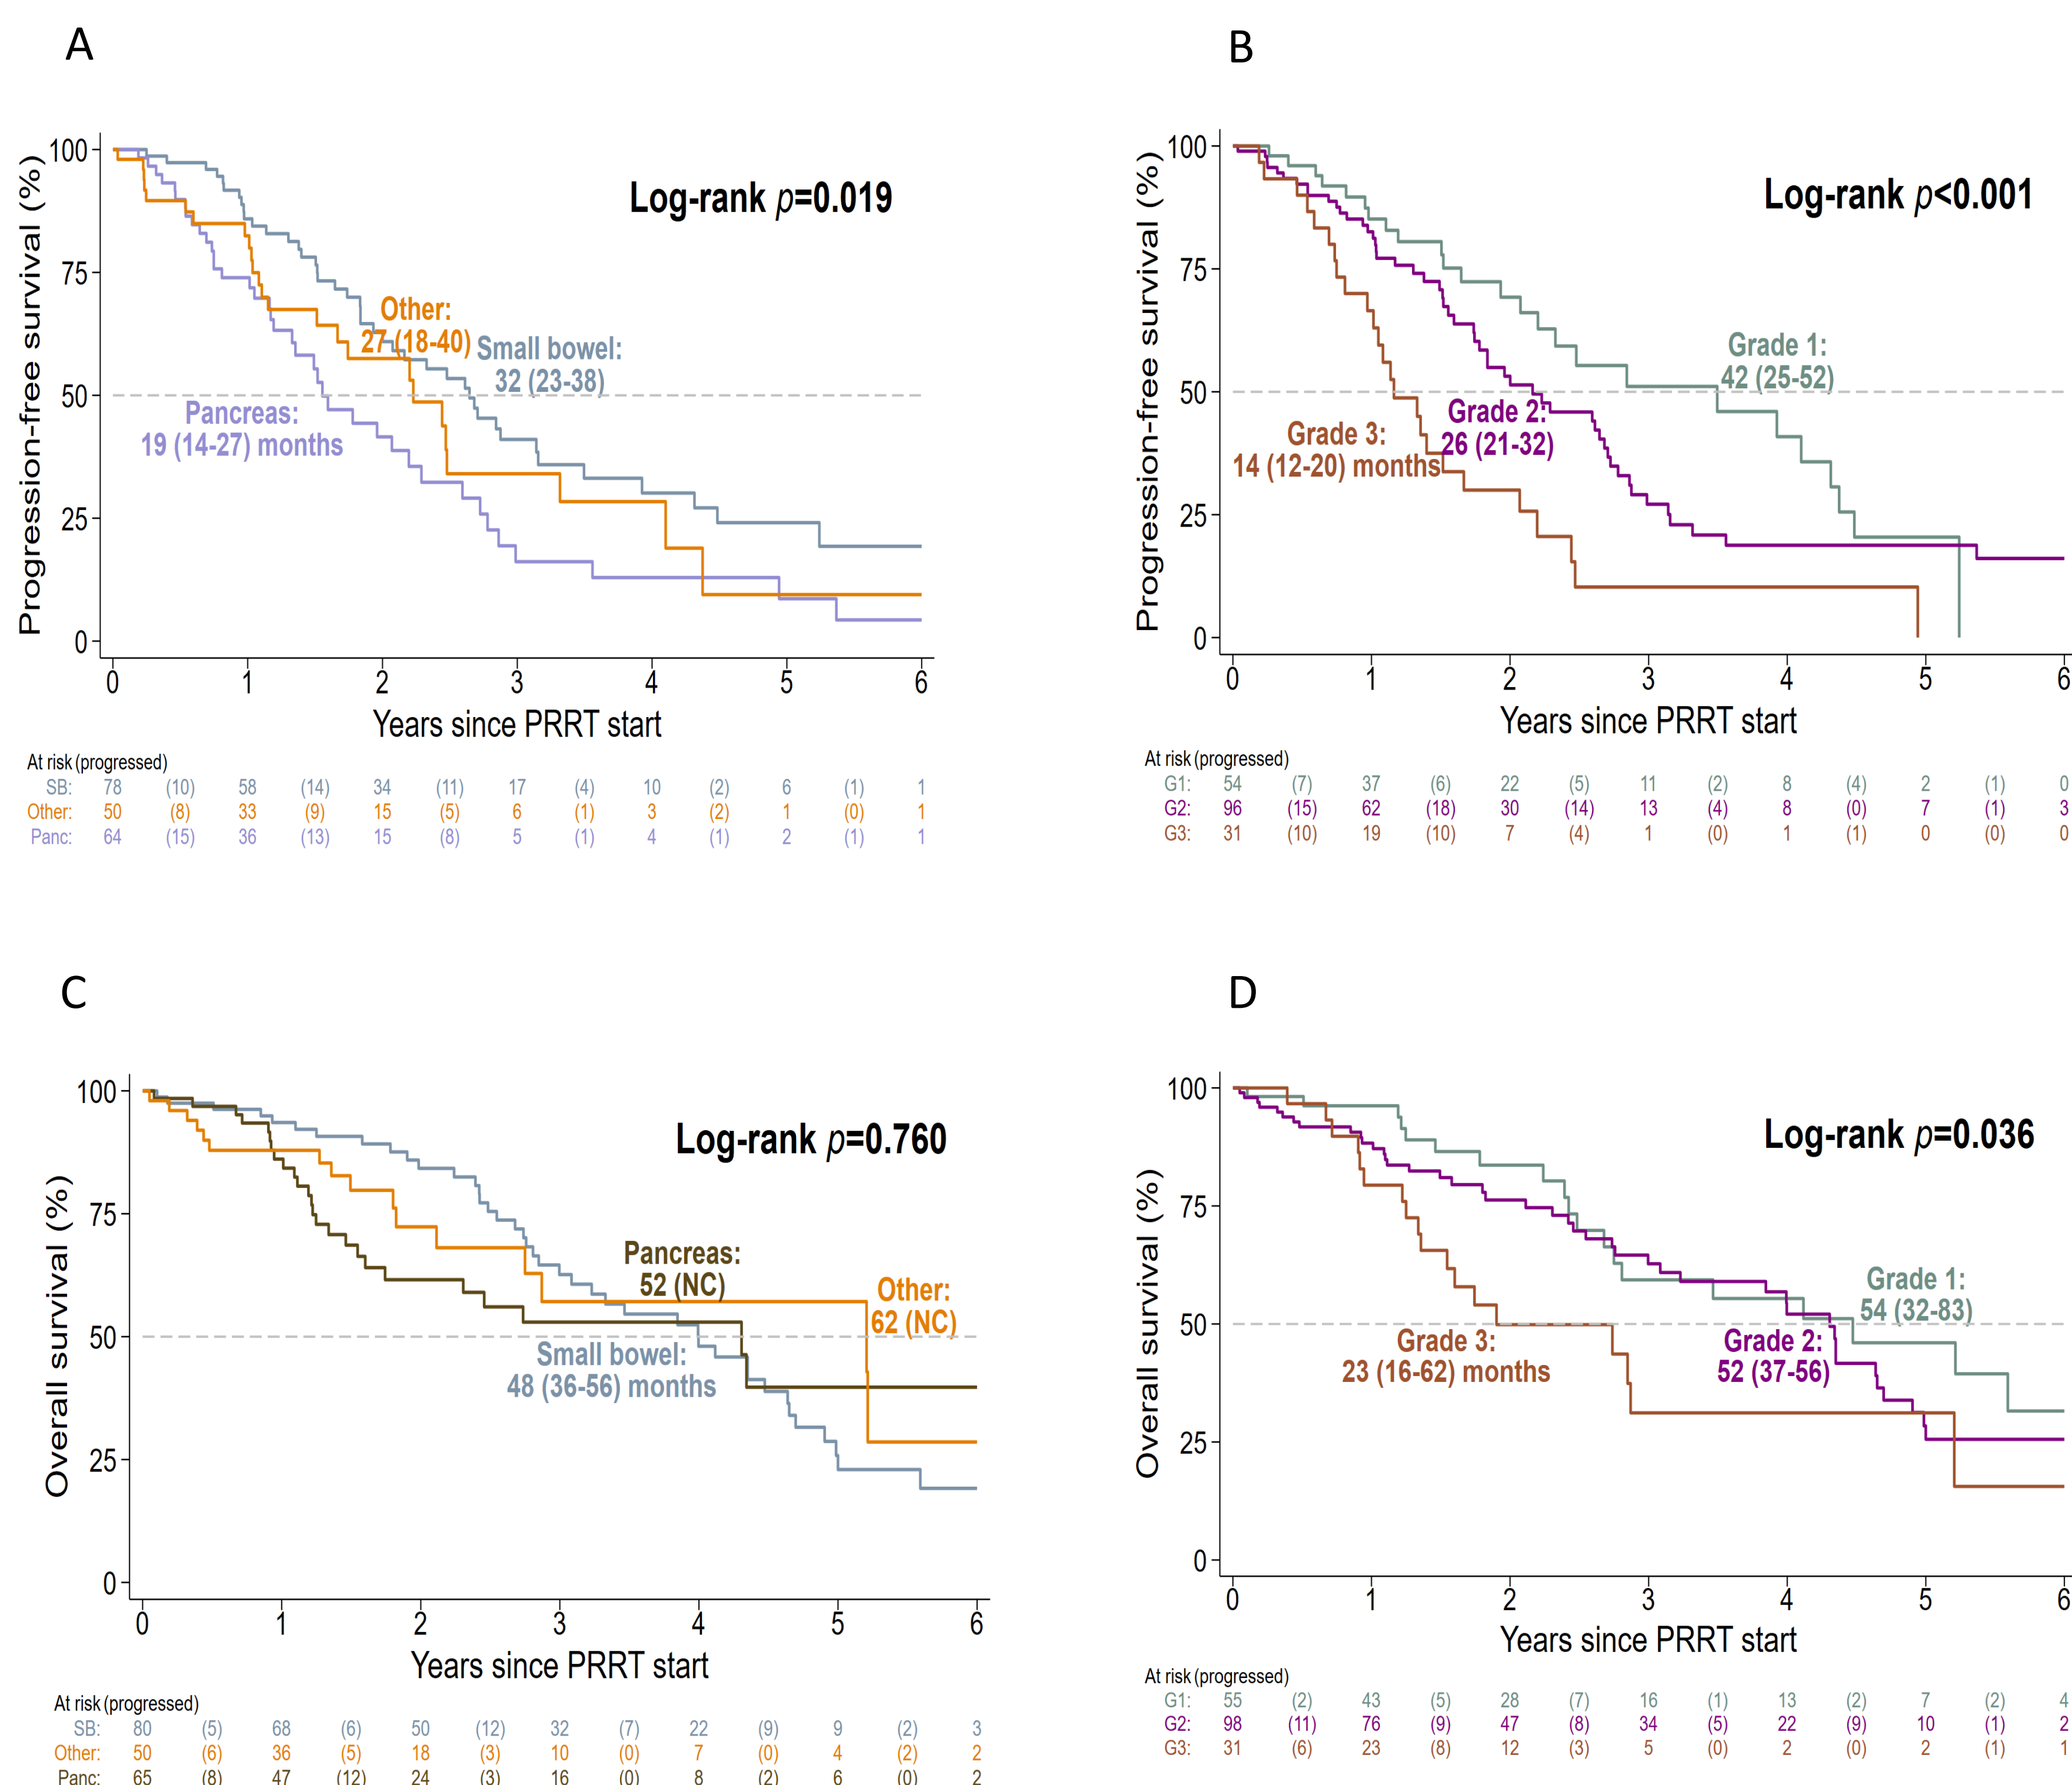 A
Progression-free survival (%)
100
75
50
25
0
Log-rank p=0.019
Other:
27 (18-40)
Small bowel:
32 (23-38)
Pancreas:
19 (14-27) months
0 1 2 3 4 5 6
Years since PRRT start
At risk (progressed)
SB: 78 (10) 58 (14) 34 (11) 17 (4) 10 (2) 6 (1) 1
Other: 50 (8) 33 (9) 15 (5) 6 (1) 3 (2) 1 (0) 1
Panc: 64 (15) 36 (13) 15 (8) 5 (1) 4 (1) 2 (1) 1
B
Progression-free survival (%)
100
75
50
25
0
Log-rank p<0.001
Grade 1:
42 (25-52)
Grade 2:
26 (21-32)
Grade 3:
14 (12-20) months
0 1 2 3 4 5 6
Years since PRRT start
At risk (progressed)
G1: 54 (7) 37 (6) 22 (5) 11 (2) 8 (4) 2 (1) 0
G2: 96 (15) 62 (18) 30 (14) 13 (4) 8 (0) 7 (1) 3
G3: 31 (10) 19 (10) 7 (4) 1 (0) 1 (1) 0 (0) 0
C
Overall survival (%)
100
75
50
25
0
Log-rank p=0.760
Pancreas:
52 (NC)
Other:
62 (NC)
Small bowel:
48 (36-56) months
0 1 2 3 4 5 6
Years since PRRT start
At risk (progressed)
SB: 80 (5) 68 (6) 50 (12) 32 (7) 22 (9) 9 (2) 3
Other: 50 (6) 36 (5) 18 (3) 10 (0) 7 (0) 4 (2) 2
Panc: 65 (8) 47 (12) 24 (3) 16 (0) 8 (2) 6 (0) 2
D
Overall survival (%)
100
75
50
25
0
Log-rank p=0.036
Grade 1:
54 (32-83)
Grade 2:
52 (37-56)
Grade 3:
23 (16-62) months
0 1 2 3 4 5 6
Years since PRRT start
At risk (progressed)
G1: 55 (2) 43 (5) 28 (7) 16 (1) 13 (2) 7 (2) 4
G2: 98 (11) 76 (9) 47 (8) 34 (5) 22 (9) 10 (1) 2
G3: 31 (6) 23 (8) 12 (3) 5 (0) 2 (0) 2 (1) 1